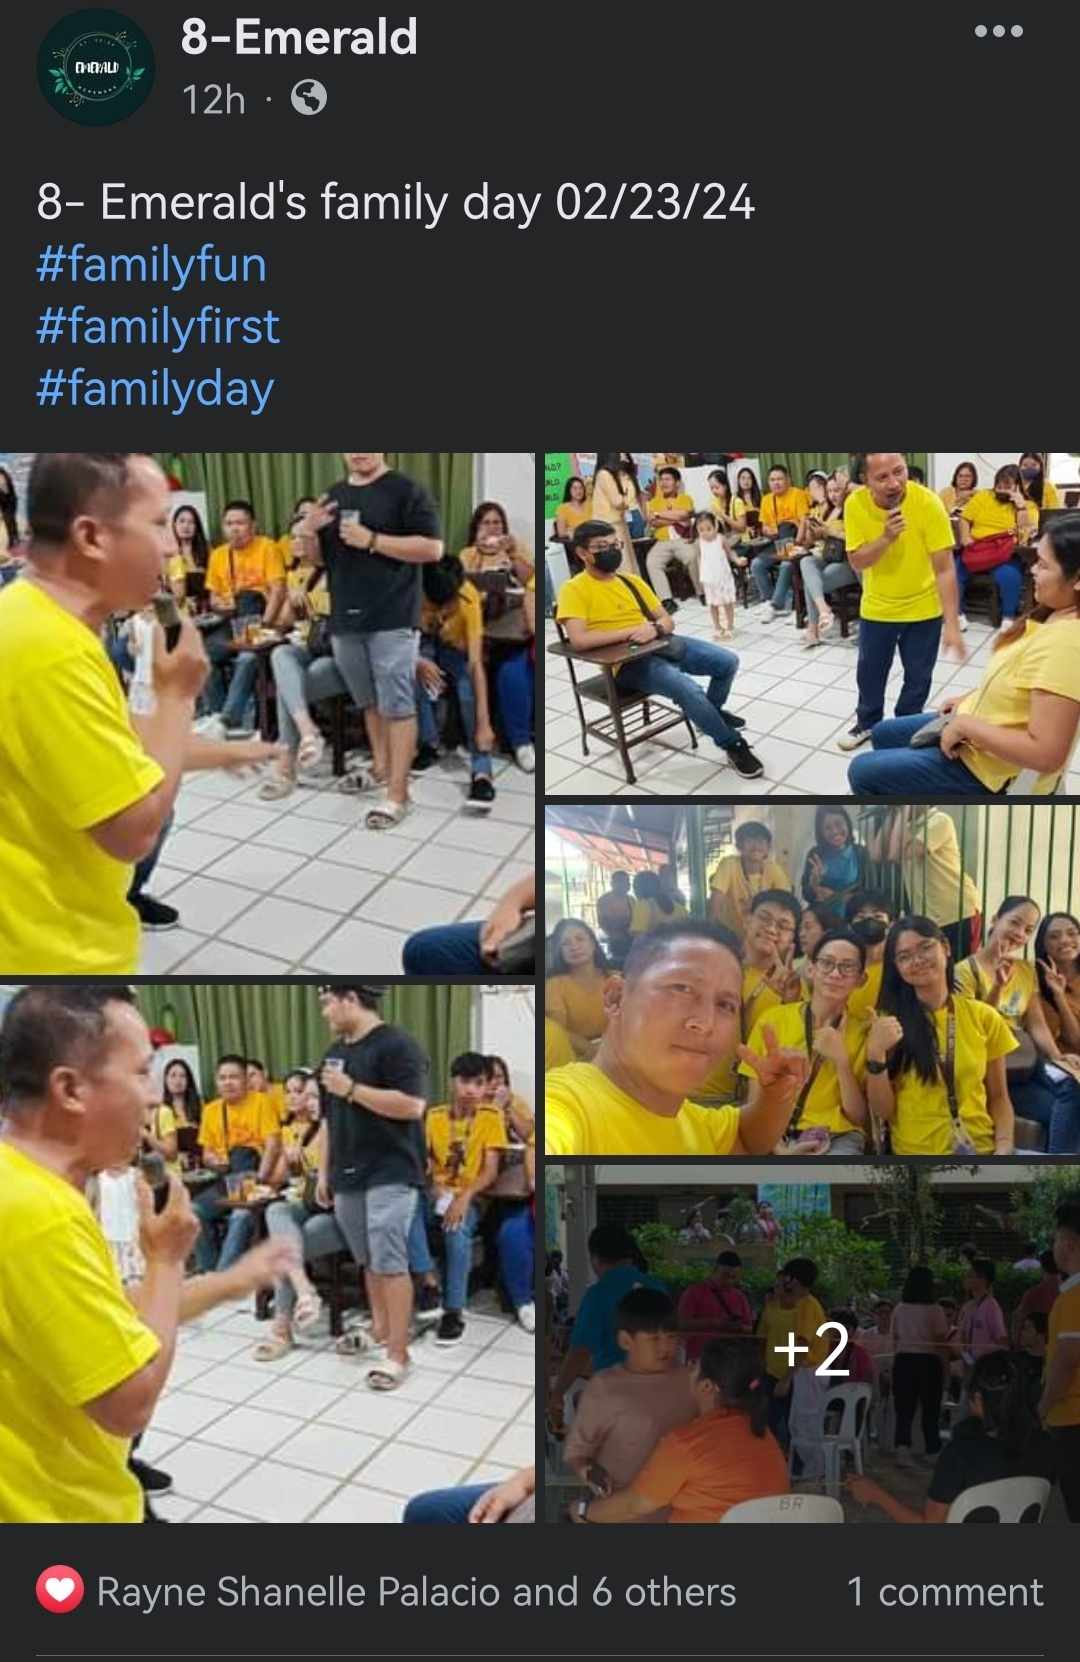 EMERALD
8-Emerald
12h ·
8- Emerald's family day 02/23/24
#familyfun
#familyfirst
#familyday
+2
BR
Rayne Shanelle Palacio and 6 others
1 comment